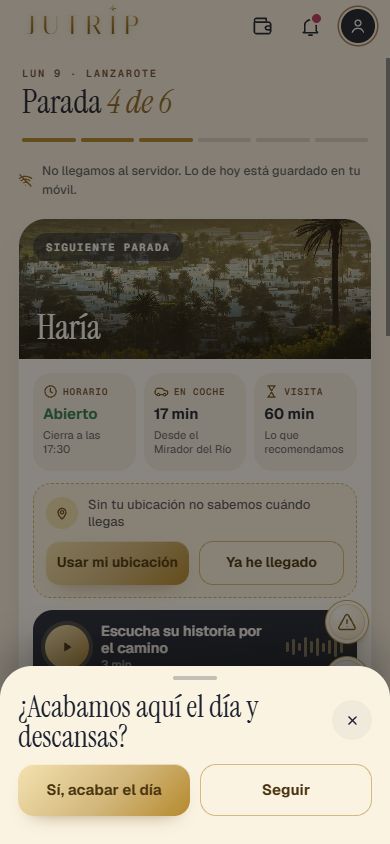 JUTRIP
LUN 9 · LANZAROTE
Parada 4 de 6
No llegamos al servidor. Lo de hoy está guardado en tu
móvil.
SIGUIENTE PARADA
Haría
HORARIO
Abierto
Cierra a las
17:30
EN COCHE
17 min
Desde el
Mirador del Río
VISITA
60 min
Lo que
recomendamos
Sin tu ubicación no sabemos cuándo
llegas
Usar mi ubicación
Ya he llegado
Escucha su historia por
el camino
3 min
¿Acabamos aquí el día y
descansas?
Sí, acabar el día
Seguir